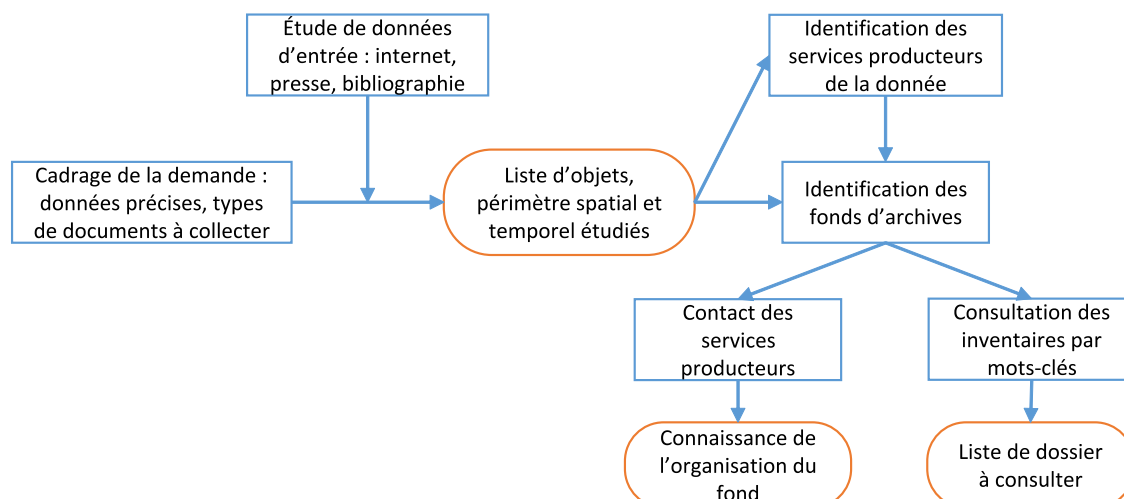 Étude de données
d’entrée : internet,
presse, bibliographie
Identification des
services producteurs
de la donnée
Cadrage de la demande :
données précises, types
de documents à collecter
Liste d’objets,
périmètre spatial et
temporel étudiés
Identification des
fonds d’archives
Contact des
services
producteurs
Consultation des
inventaires par
mots-clés
Connaissance de
l’organisation du
fond
Liste de dossier
à consulter